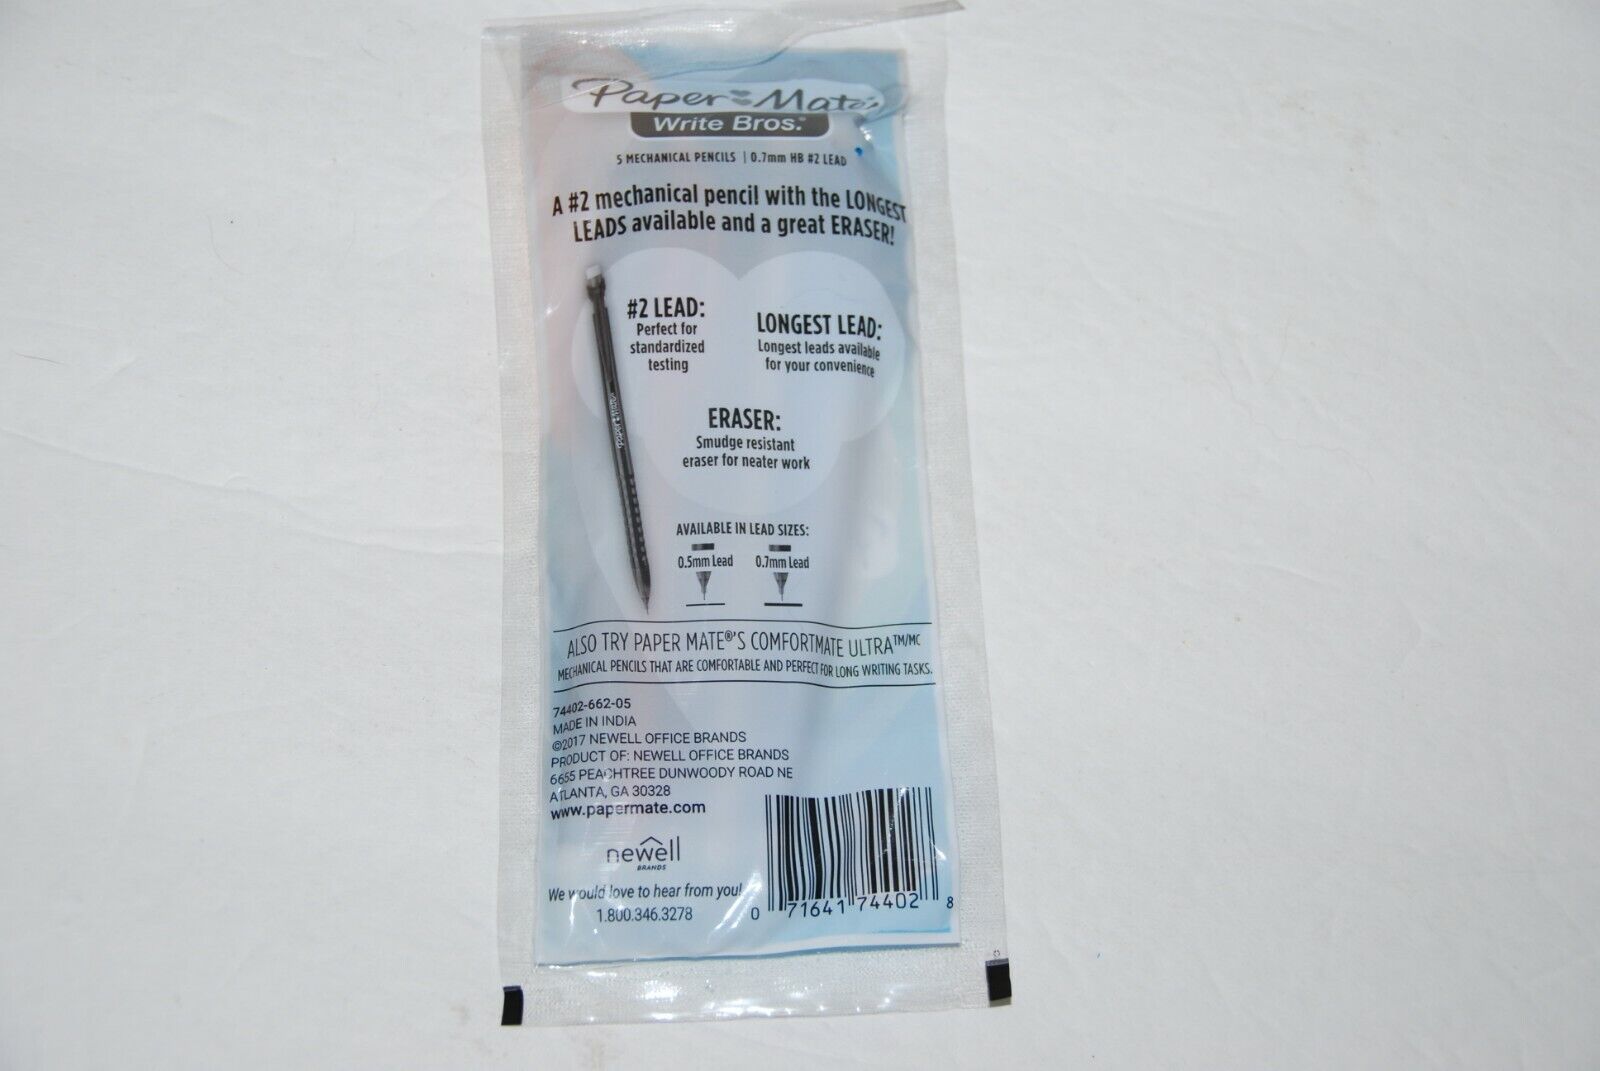 Paper Mate®
Write Bros.®
5 MECHANICAL PENCILS | 0.7mm HB #2 LEAD
A #2 mechanical pencil with the LONGEST
LEADS available and a great ERASER!
#2 LEAD:
Perfect for
standardized
testing
LONGEST LEAD:
Longest leads available
for your convenience
Paper Mate
ERASER:
Smudge resistant
eraser for neater work
AVAILABLE IN LEAD SIZES:
0.5mm Lead 0.7mm Lead
ALSO TRY PAPER MATE®'S COMFORTMATE ULTRA™/MC
MECHANICAL PENCILS THAT ARE COMFORTABLE AND PERFECT FOR LONG WRITING TASKS.
74402-662-05
MADE IN INDIA
©2017 NEWELL OFFICE BRANDS
PRODUCT OF: NEWELL OFFICE BRANDS
6655 PEACHTREE DUNWOODY ROAD NE
ATLANTA, GA 30328
www.papermate.com
newell
BRANDS
We would love to hear from you!
1.800.346.3278
0 71641 74402 8